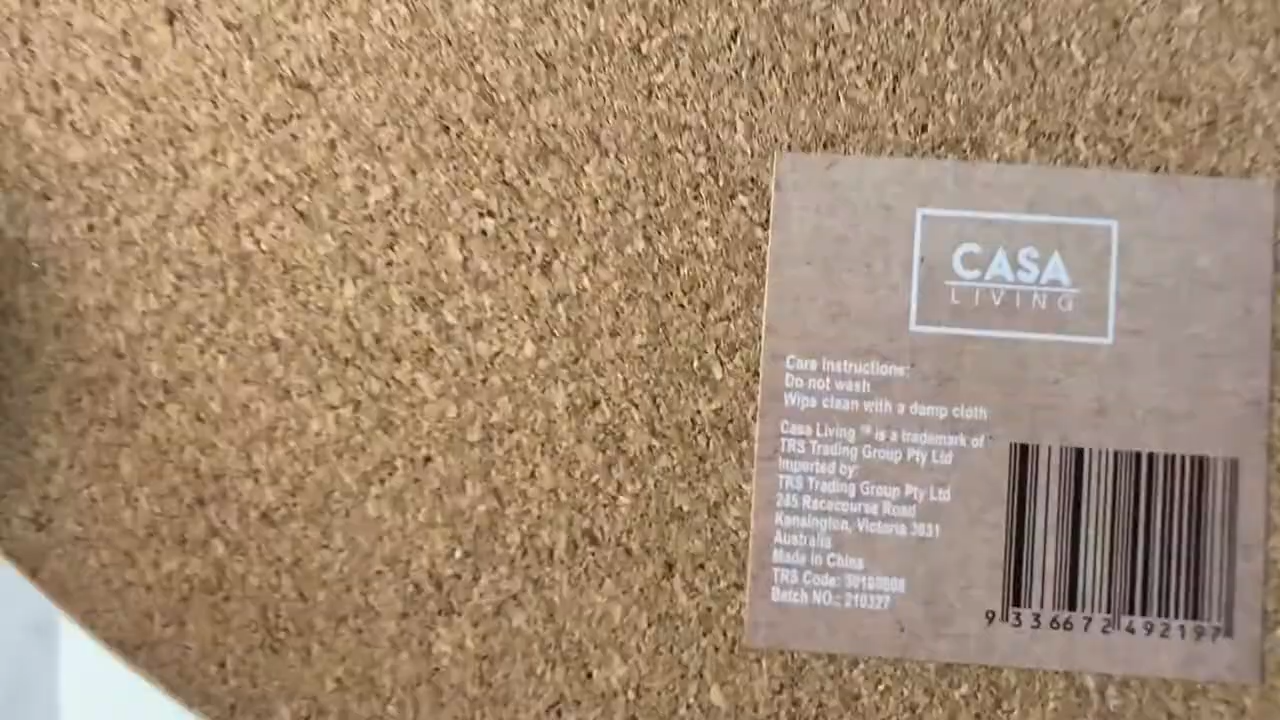 CASA
LIVING
Care Instructions:
Do not wash
Wipe clean with a damp cloth
Casa Living ™ is a trademark of
TRS Trading Group Pty Ltd
Imported by:
TRS Trading Group Pty Ltd
245 Racecourse Road
Kensington, Victoria 3031
Australia
Made in China
TRS Code:
Batch NO.: 210327
9 336672 492197